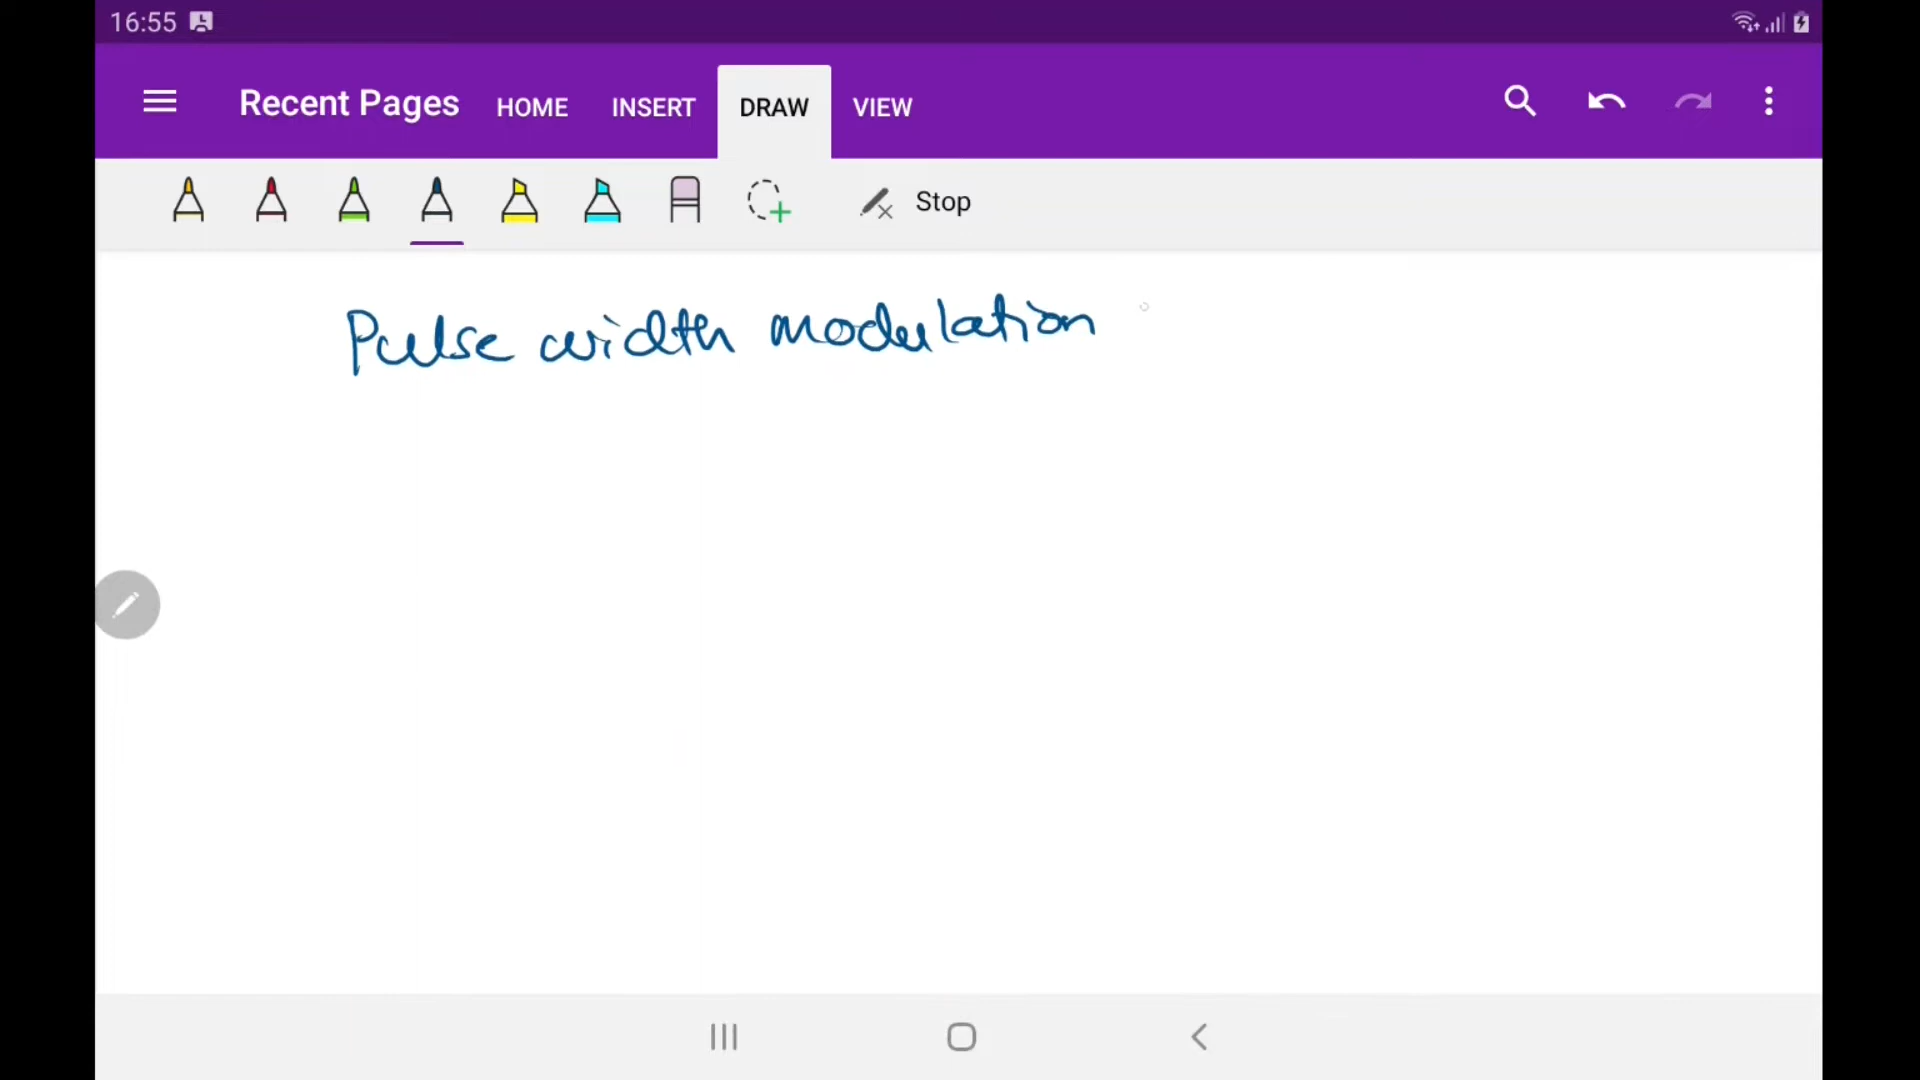 16:55
Recent Pages HOME INSERT DRAW VIEW
Stop
Pulse width modulation